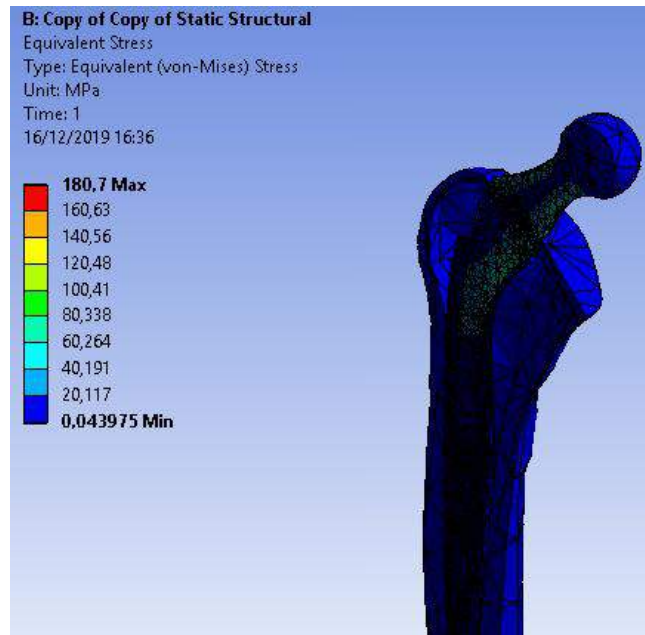 B: Copy of Copy of Static Structural
Equivalent Stress
Type: Equivalent (von-Mises) Stress
Unit: MPa
Time: 1
16/12/2019 16:36
180,7 Max
160,63
140,56
120,48
100,41
80,338
60,264
40,191
20,117
0,043975 Min